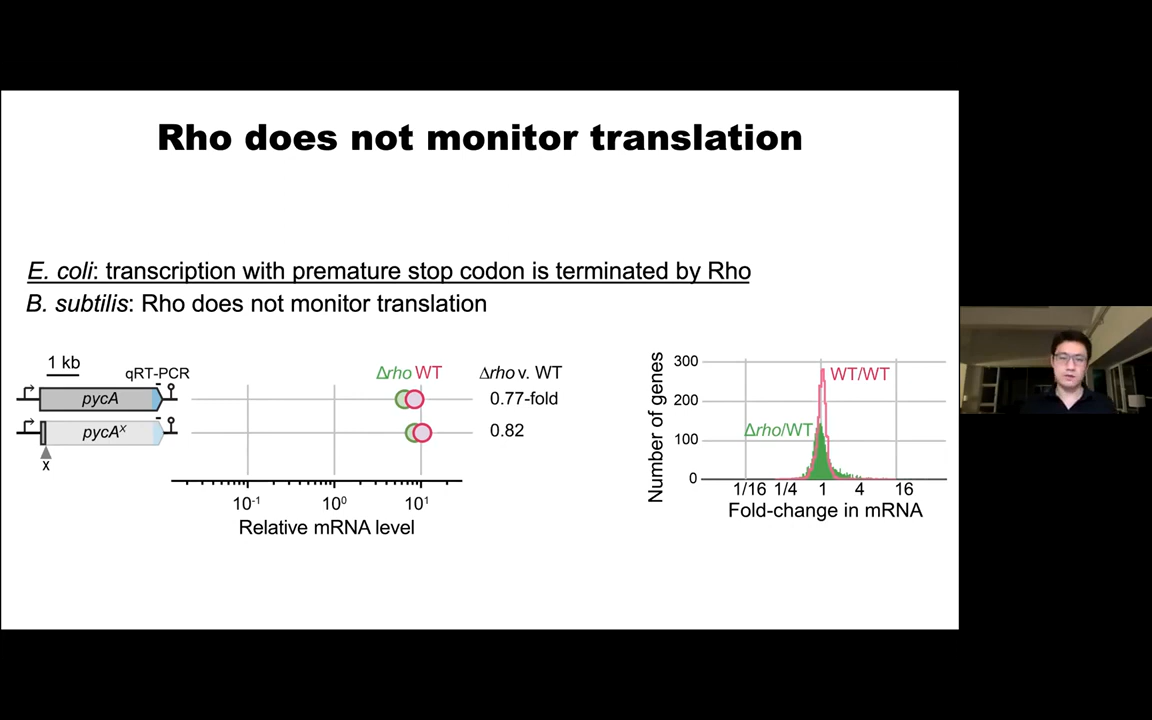 Rho does not monitor translation
E. coli: transcription with premature stop codon is terminated by Rho
B. subtilis: Rho does not monitor translation
1 kb
qRT-PCR
pycA
pycAˣ
x
Δrho WT
Δrho v. WT
0.77-fold
0.82
10⁻¹ 10⁰ 10¹
Relative mRNA level
Number of genes
300
200
100
0
WT/WT
Δrho/WT
1/16 1/4 1 4 16
Fold-change in mRNA